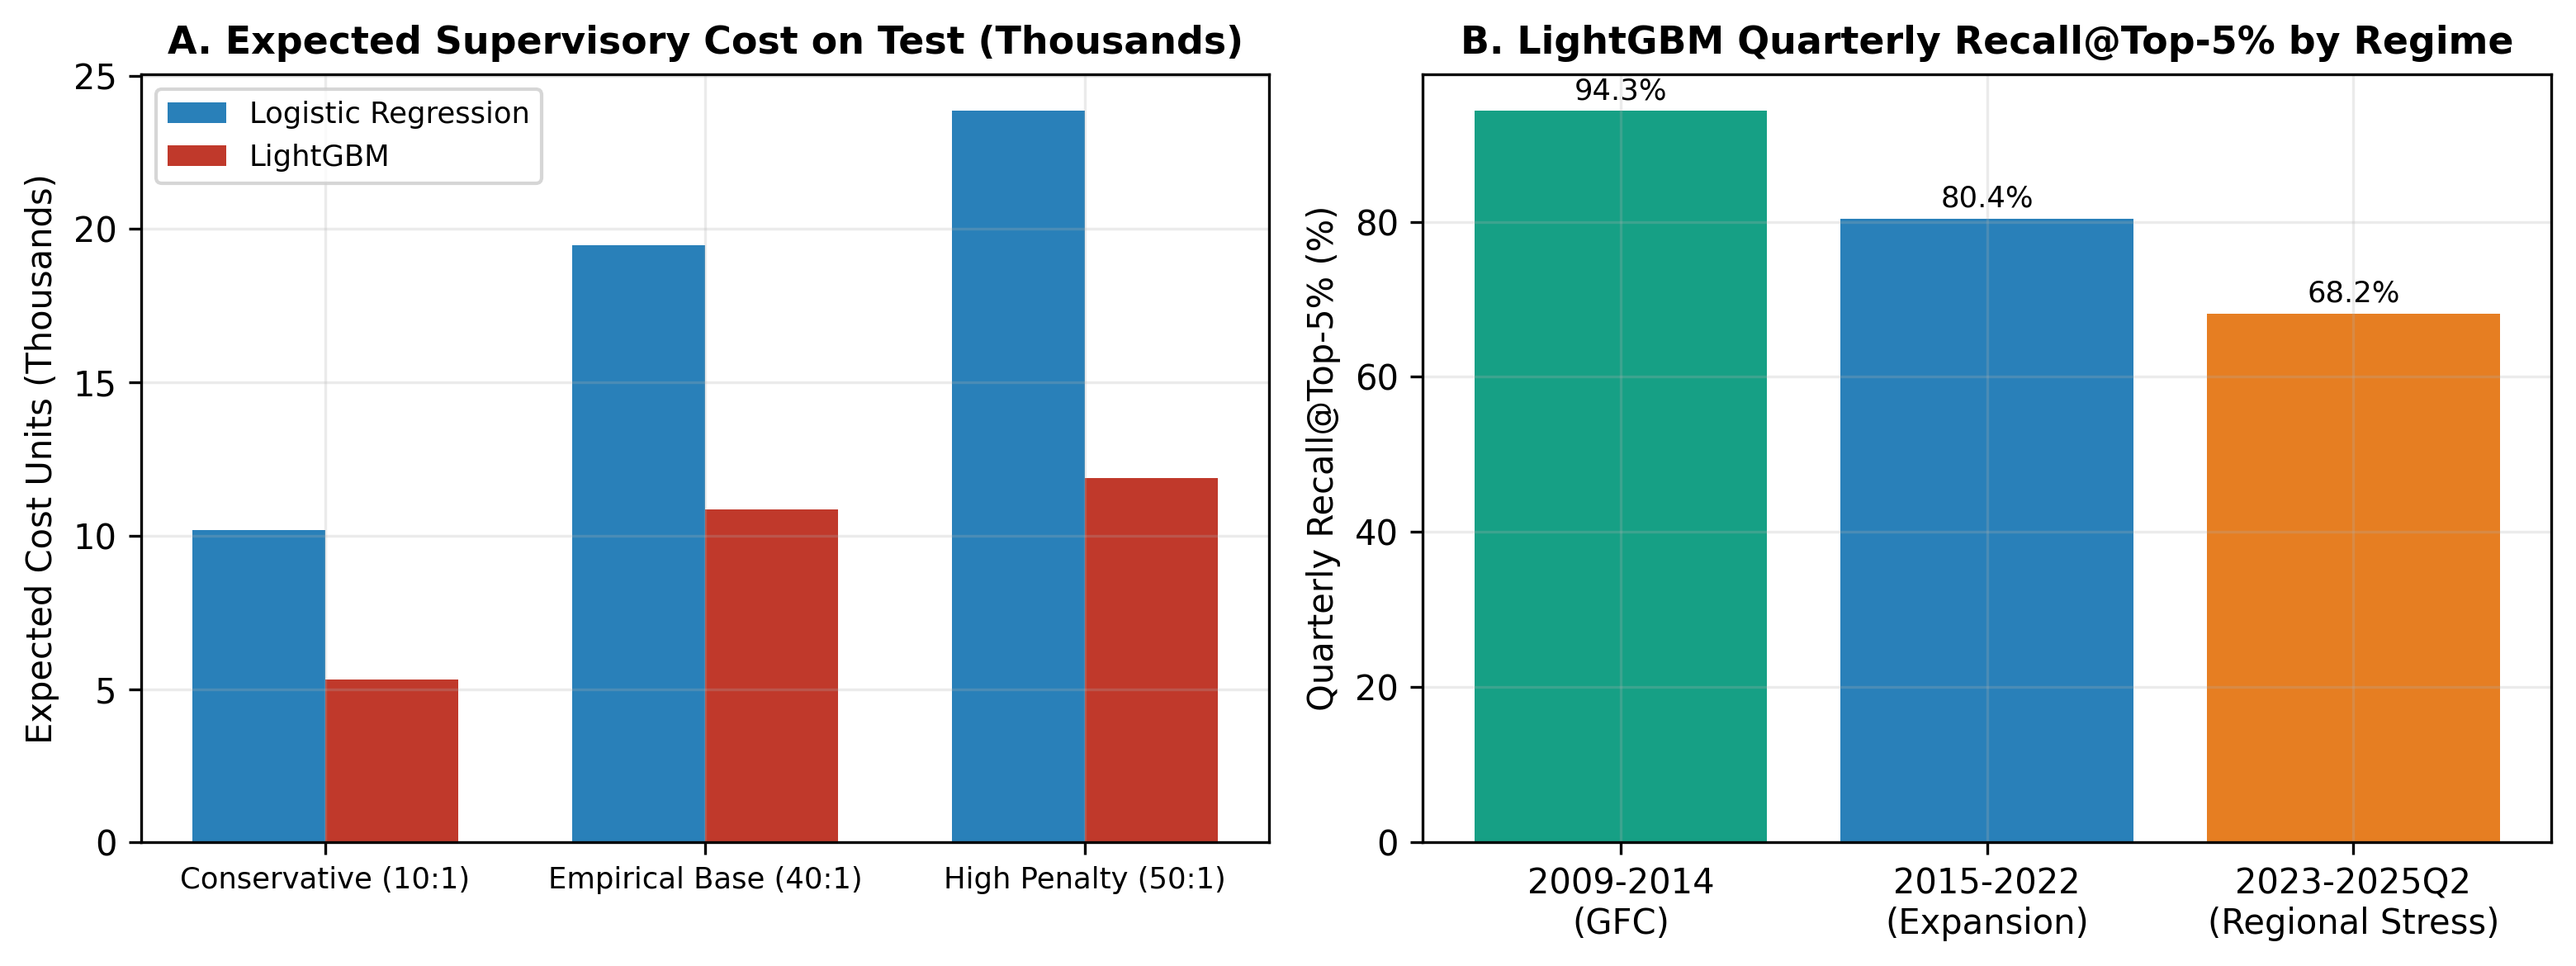 A. Expected Supervisory Cost on Test (Thousands)
Expected Cost Units (Thousands)
25
20
15
10
5
0
Logistic Regression
LightGBM
Conservative (10:1)
Empirical Base (40:1)
High Penalty (50:1)
B. LightGBM Quarterly Recall@Top-5% by Regime
Quarterly Recall@Top-5% (%)
80
60
40
20
0
94.3%
80.4%
68.2%
2009-2014
(GFC)
2015-2022
(Expansion)
2023-2025Q2
(Regional Stress)